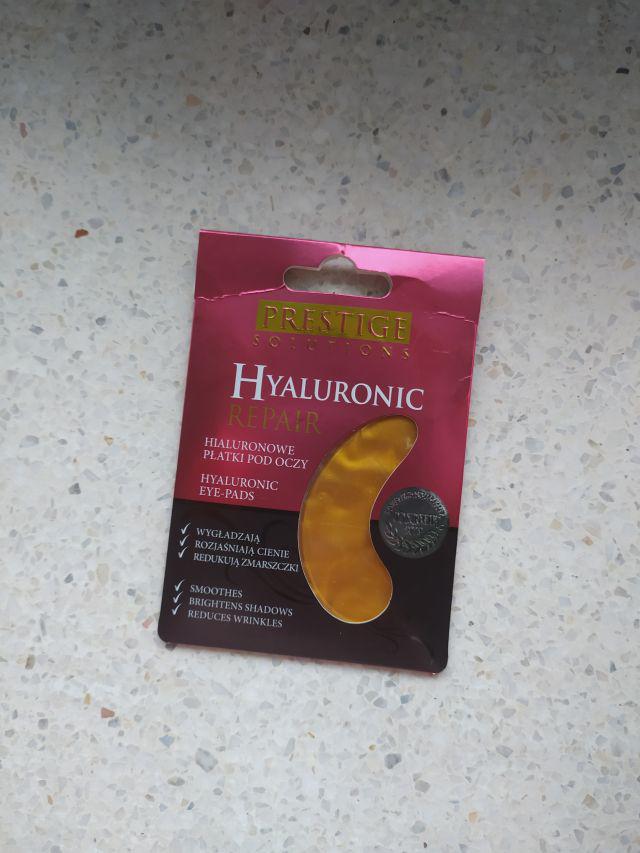 PRESTIGE
SOLUTIONS
HYALURONIC
REPAIR
HIALURONOWE
PŁATKI POD OCZY
HYALURONIC
EYE-PADS
WYGŁADZAJĄ
ROZJAŚNIAJĄ CIENIE
REDUKUJĄ ZMARSZCZKI
SMOOTHES
BRIGHTENS SHADOWS
REDUCES WRINKLES